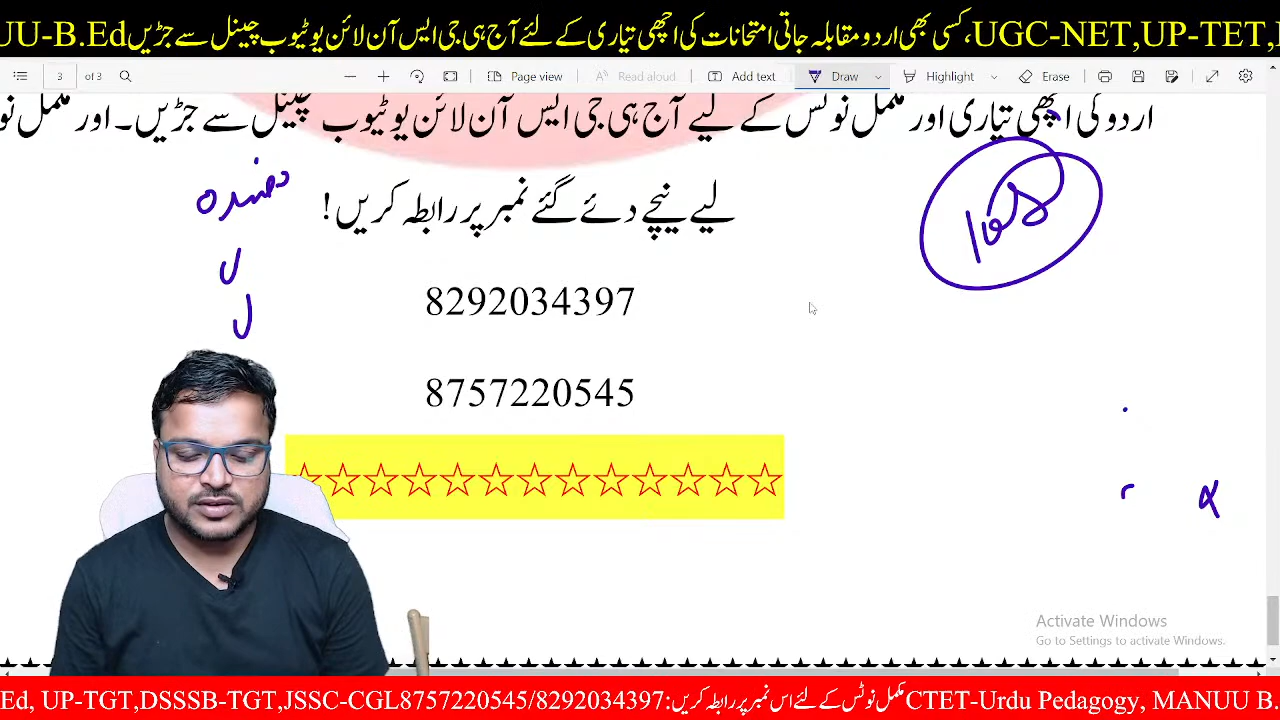 UU-B.Ed کسی بھی اردو مقابلہ جاتی امتحانات کی اچھی تیاری کے لئے آج ہی جی ایس آن لائن یوٹیوب چینل سے جڑیں ،UGC-NET,UP-TET,
3 of 3 Page view Read aloud Add text Draw Highlight Erase
اردو کی اچھی تیاری اور مکمل نوٹس کے لیے آج ہی جی ایس آن لائن یوٹیوب چینل سے جڑیں۔ اور مکمل نو
لیے نیچے دئے گئے نمبر پر رابطہ کریں!
8292034397
8757220545
☆☆☆☆☆☆☆☆☆☆☆☆☆
Activate Windows
Go to Settings to activate Windows.
Ed, UP-TGT,DSSSB-TGT,JSSC-CGL8757220545/8292034397:مکمل نوٹس کے لئے اس نمبر پر رابطہ کریں CTET-Urdu Pedagogy, MANUU B.